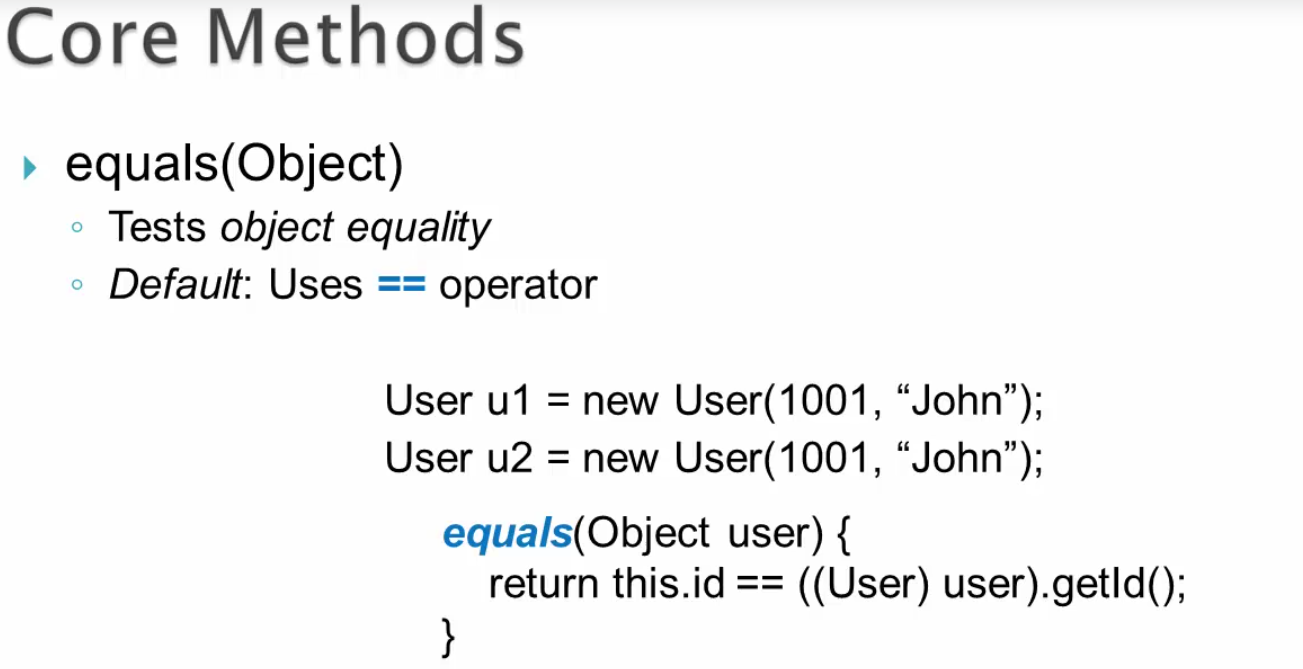 Core Methods
equals(Object)
Tests object equality
Default: Uses == operator
User u1 = new User(1001, “John”);
User u2 = new User(1001, “John”);
equals(Object user) {
return this.id == ((User) user).getId();
}